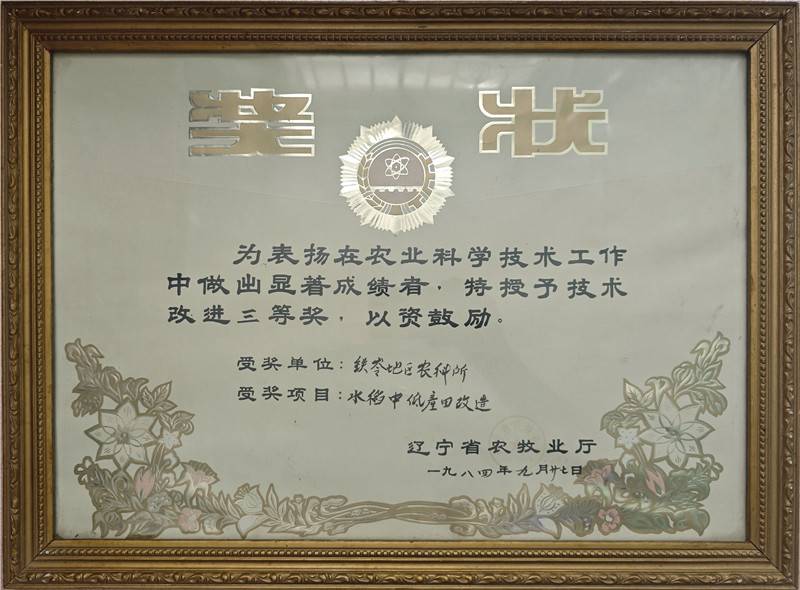 奖状
为表扬在农业科学技术工作
中做出显著成绩者，特授予技术
改进三等奖，以资鼓励。
受奖单位：铁岭地区农科所
受奖项目：水稻中低產田改造
辽宁省农牧业厅
一九八四年九月廿七日